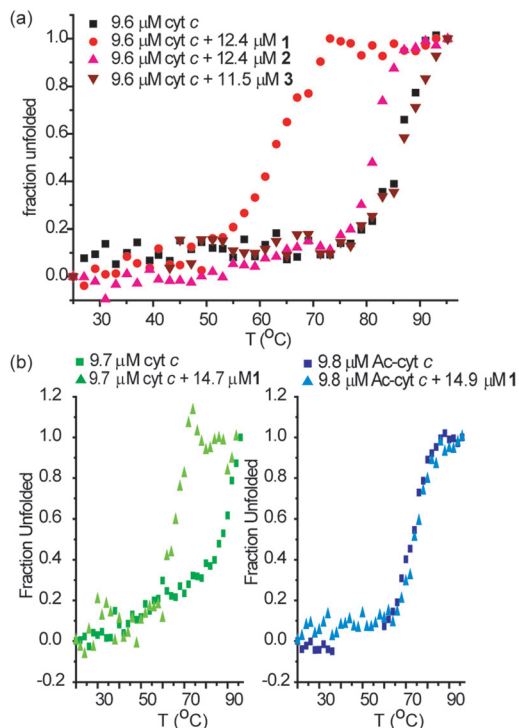 (a)
9.6 μM cyt c
9.6 μM cyt c + 12.4 μM 1
9.6 μM cyt c + 12.4 μM 2
9.6 μM cyt c + 11.5 μM 3
fraction unfolded
1.0
0.8
0.6
0.4
0.2
0.0
30 40 50 60 70 80 90
T (°C)
(b)
9.7 μM cyt c
9.7 μM cyt c + 14.7 μM1
Fraction Unfolded
1.2
1.0
0.8
0.6
0.4
0.2
0.0
-0.2
30 50 70 90
T (°C)
9.8 μM Ac-cyt c
9.8 μM Ac-cyt c + 14.9 μM1
Fraction Unfolded
1.2
1.0
0.8
0.6
0.4
0.2
0.0
-0.2
30 50 70 90
T (°C)